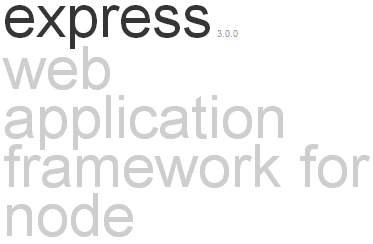 express 3.0.0
web
application
framework for
node